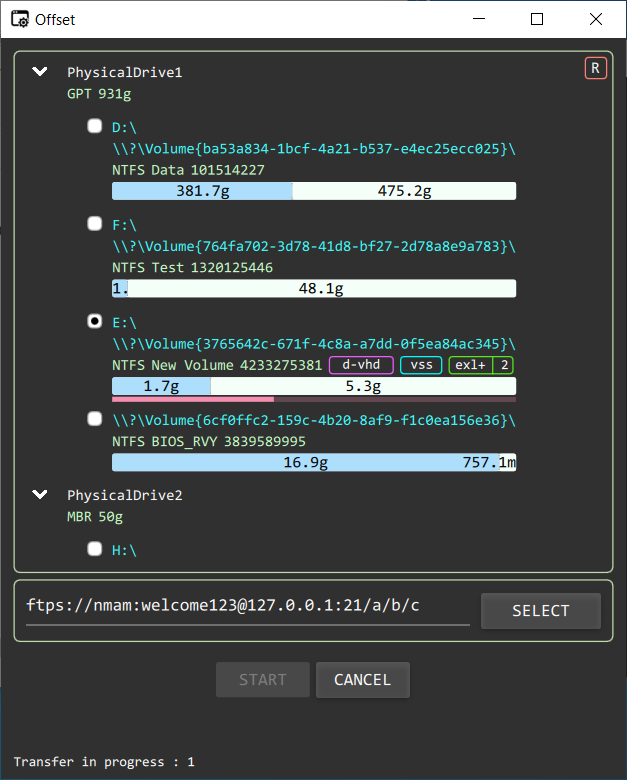 Offset
PhysicalDrive1 R
GPT 931g
D:\
\\?\Volume{ba53a834-1bcf-4a21-b537-e4ec25ecc025}\
NTFS Data 101514227
381.7g 475.2g
F:\
\\?\Volume{764fa702-3d78-41d8-bf27-2d78a8e9a783}\
NTFS Test 1320125446
1. 48.1g
E:\
\\?\Volume{3765642c-671f-4c8a-a7dd-0f5ea84ac345}\
NTFS New Volume 4233275381 d-vhd vss exl+ 2
1.7g 5.3g
\\?\Volume{6cf0ffc2-159c-4b20-8af9-f1c0ea156e36}\
NTFS BIOS_RVY 3839589995
16.9g 757.1m
PhysicalDrive2
MBR 50g
H:\
ftps://nmam:welcome123@127.0.0.1:21/a/b/c SELECT
START CANCEL
Transfer in progress : 1